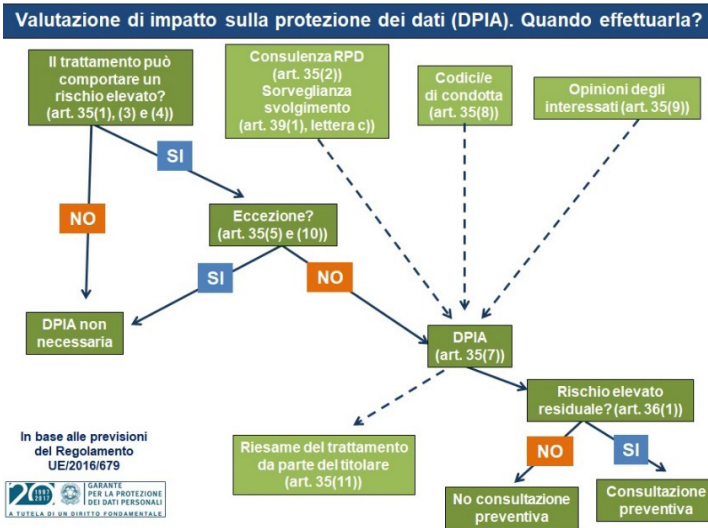 Valutazione di impatto sulla protezione dei dati (DPIA). Quando effettuarla?
Il trattamento può
comportare un
rischio elevato?
(art. 35(1), (3) e (4))
Consulenza RPD
(art. 35(2))
Sorveglianza
svolgimento
(art. 39(1), lettera c))
Codici/e
di condotta
(art. 35(8))
Opinioni degli
interessati (art. 35(9))
SI
NO
Eccezione?
(art. 35(5) e (10))
SI
NO
DPIA non
necessaria
DPIA
(art. 35(7))
Rischio elevato
residuale? (art. 36(1))
Riesame del trattamento
da parte del titolare
(art. 35(11))
NO
SI
No consultazione
preventiva
Consultazione
preventiva
In base alle previsioni
del Regolamento
UE/2016/679
20 1997 2017
GARANTE
PER LA PROTEZIONE
DEI DATI PERSONALI
A TUTELA DI UN DIRITTO FONDAMENTALE